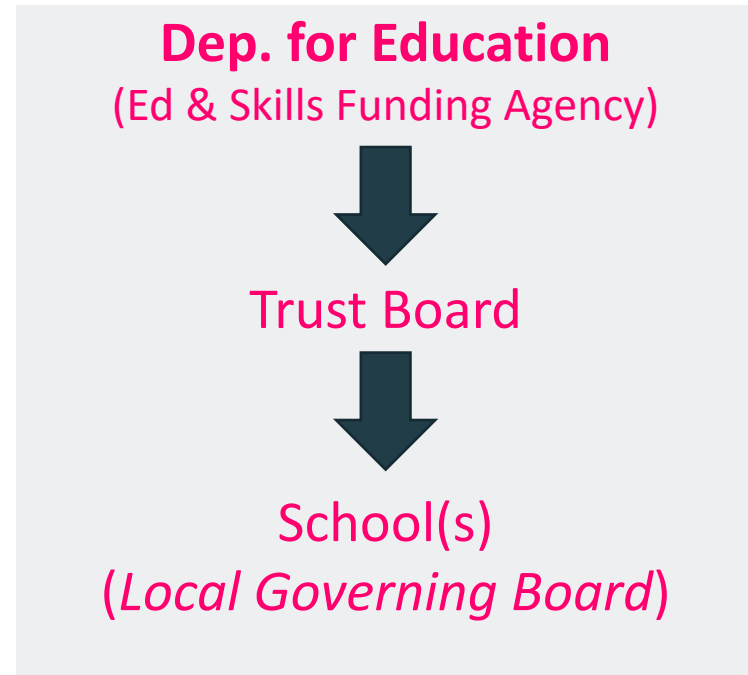 Dep. for Education
(Ed & Skills Funding Agency)
Trust Board
School(s)
(Local Governing Board)